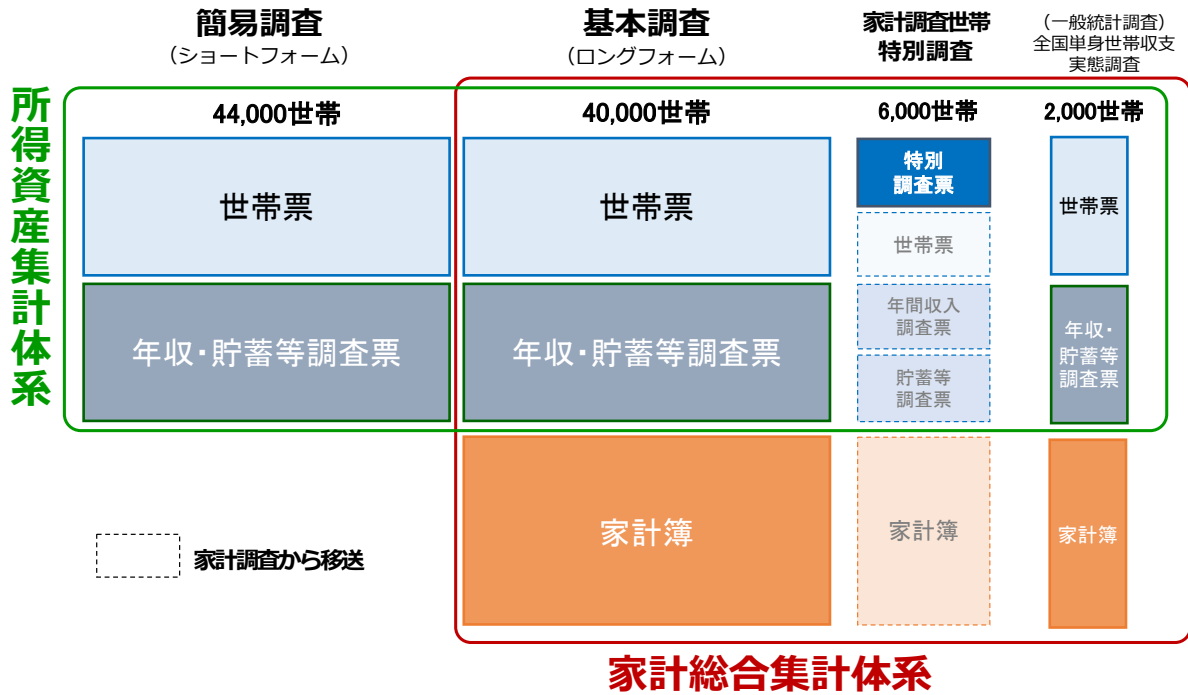 簡易調査
（ショートフォーム）
基本調査
（ロングフォーム）
家計調査世帯
特別調査
（一般統計調査）
全国単身世帯収支
実態調査
所得資産集計体系
44,000世帯
40,000世帯
6,000世帯
2,000世帯
世帯票
世帯票
特別
調査票
世帯票
世帯票
年収・貯蓄等調査票
年収・貯蓄等調査票
年間収入
調査票
貯蓄等
調査票
年収・
貯蓄等
調査票
家計簿
家計簿
家計簿
家計調査から移送
家計総合集計体系